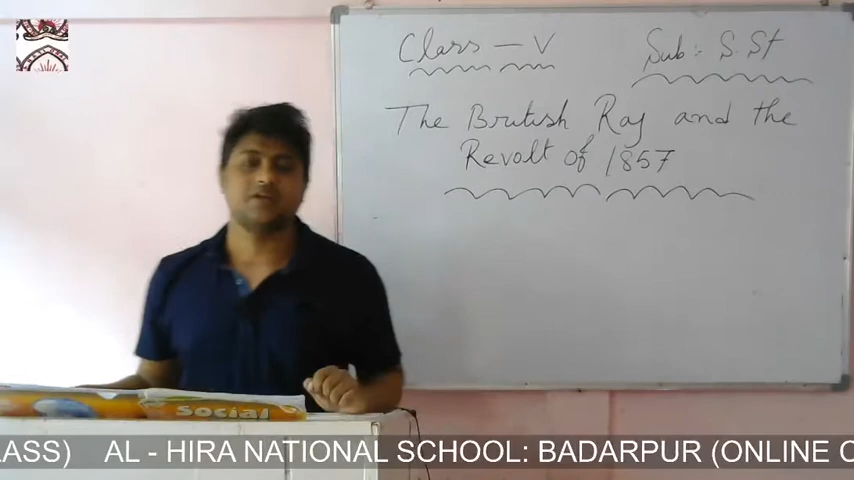 Class - V
Sub:- S.St
The British Raj and the
Revolt of 1857
Social
LASS) AL - HIRA NATIONAL SCHOOL: BADARPUR (ONLINE C